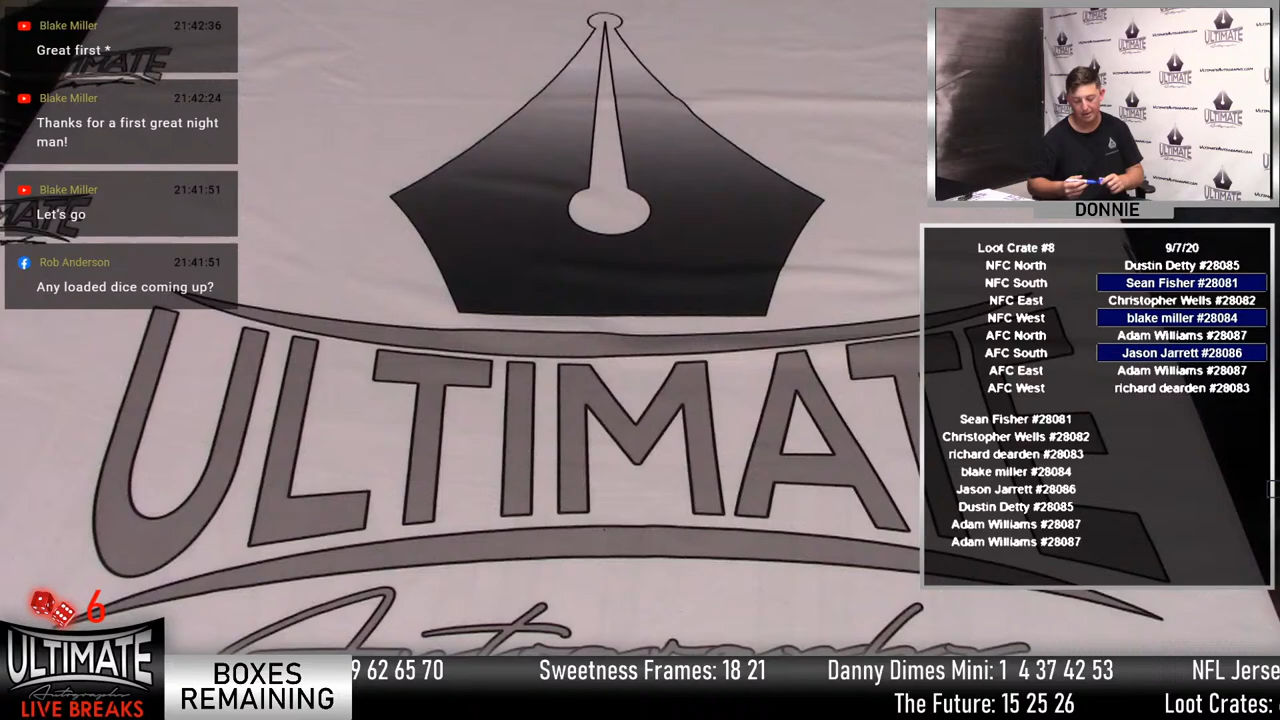 Blake Miller 21:42:36
Great first *
Blake Miller 21:42:24
Thanks for a first great night
man!
Blake Miller 21:41:51
Let's go
Rob Anderson 21:41:51
Any loaded dice coming up?
ULTIMATE
DONNIE
Loot Crate #8 9/7/20
NFC North Dustin Detty #28085
NFC South Sean Fisher #28081
NFC East Christopher Wells #28082
NFC West blake miller #28084
AFC North Adam Williams #28087
AFC South Jason Jarrett #28086
AFC East Adam Williams #28087
AFC West richard dearden #28083
Sean Fisher #28081
Christopher Wells #28082
richard dearden #28083
blake miller #28084
Jason Jarrett #28086
Dustin Detty #28085
Adam Williams #28087
Adam Williams #28087
ULTIMATE
6
ULTIMATE
Autographs
LIVE BREAKS
BOXES
REMAINING
9 62 65 70 Sweetness Frames: 18 21 Danny Dimes Mini: 1 4 37 42 53 NFL Jerse
The Future: 15 25 26 Loot Crates: